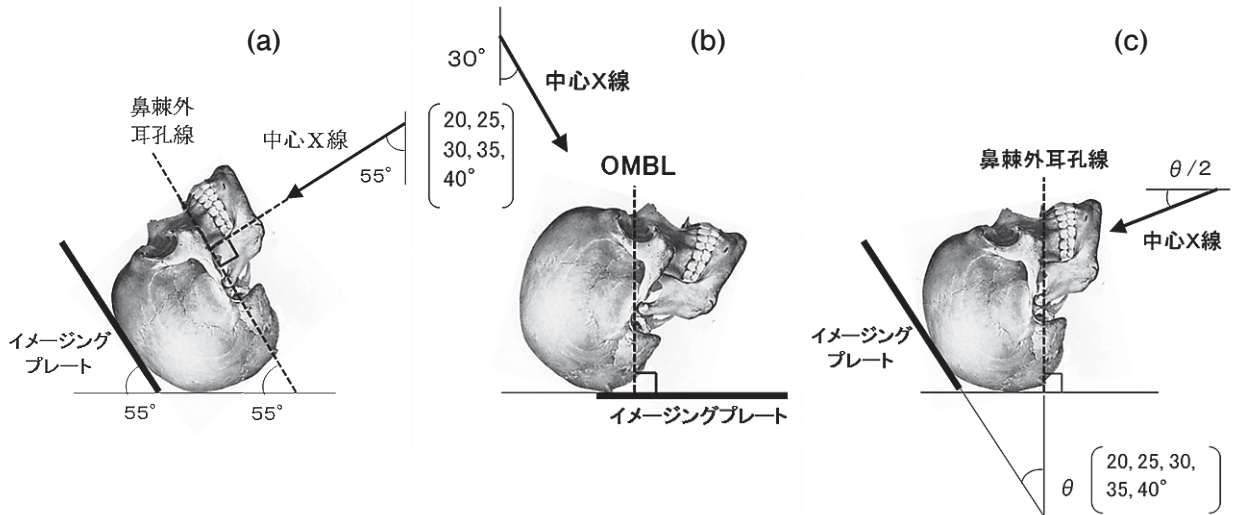 (a)
鼻棘外
耳孔線
中心X線
55°
イメージング
プレート
55°
55°
(b)
30°
中心X線
20, 25,
30, 35,
40°
OMBL
イメージングプレート
(c)
鼻棘外耳孔線
θ/2
中心X線
イメージング
プレート
θ
20, 25, 30,
35, 40°